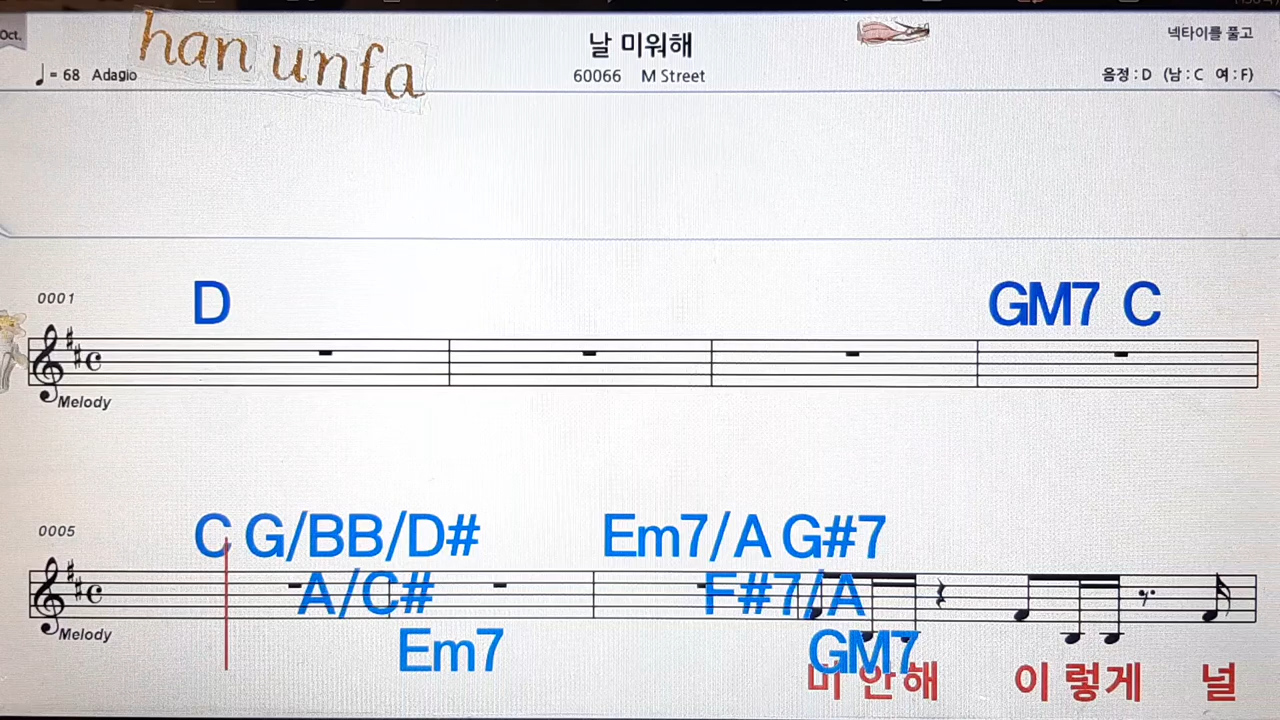 Oct.
han unfa
♩= 68 Adagio
날 미워해
60066 M Street
넥타이를 풀고
음정 : D (남 : C 여 : F)
0001
D
GM7 C
Melody
0005
C G/BB/D#
Em7/A G#7
A/C#
F#7/A
Em7
GM7
Melody
미 안해 이 렇게 널